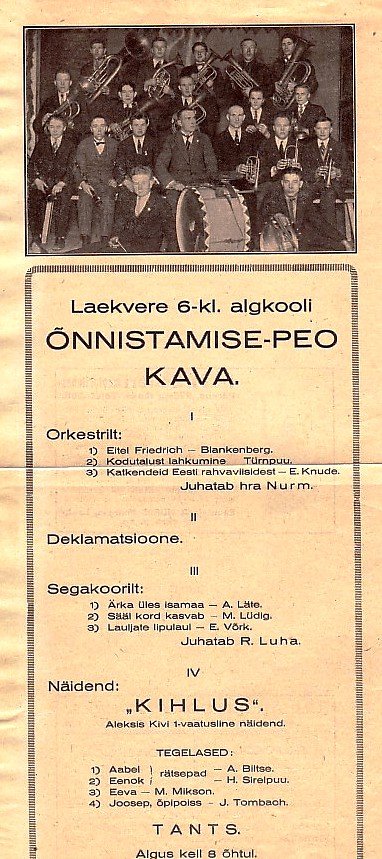 Laekvere 6-kl. algkooli
ÕNNISTAMISE-PEO
KAVA.
I
Orkestrilt:
1) Eitel Friedrich — Blankenberg.
2) Kodutalust lahkumine Türnpuu.
3) Katkendeid Eesti rahvaviisidest — E. Knude.
Juhatab hra Nurm.
II
Deklamatsioone.
III
Segakoorilt:
1) Ärka üles isamaa — A. Läte.
2) Sääl kord kasvab — M. Lüdig.
3) Lauljate lipulaul — E. Võrk.
Juhatab R. Luha.
IV
Näidend:
„KIHLUS“.
Aleksis Kivi 1-vaatusline näidend.
TEGELASED:
1) Aabel } rätsepad — A. Biltse.
2) Eenok } — H. Sirelpuu.
3) Eeva — M. Mikson.
4) Joosep, õpipoiss — J. Tombach.
TANTS.
Algus kell 8 õhtul.